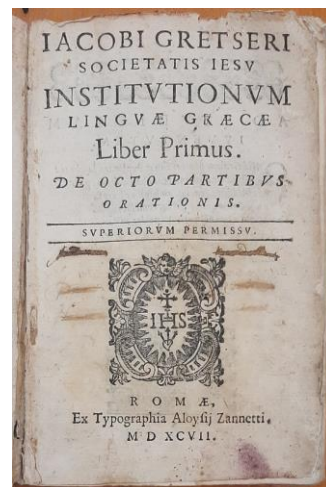 IACOBI GRETSERI
SOCIETATIS IESV
INSTITVTIONVM
LINGVÆ GRÆCÆ
Liber Primus.
DE OCTO PARTIBVS
ORATIONIS.
SVPERIORVM PERMISSV.
IHS
ROMÆ,
Ex Typographia Aloysij Zannetti.
M D XCVII.